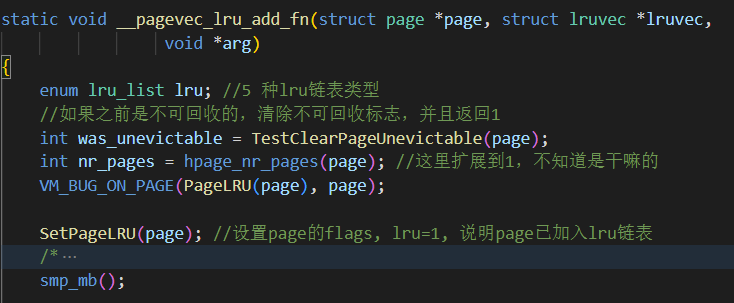 static void __pagevec_lru_add_fn(struct page *page, struct lruvec *lruvec,
void *arg)
{
enum lru_list lru; //5 种lru链表类型
//如果之前是不可回收的，清除不可回收标志，并且返回1
int was_unevictable = TestClearPageUnevictable(page);
int nr_pages = hpage_nr_pages(page); //这里扩展到1，不知道是干嘛的
VM_BUG_ON_PAGE(PageLRU(page), page);
SetPageLRU(page); //设置page的flags, lru=1, 说明page已加入lru链表
/*…
smp_mb();